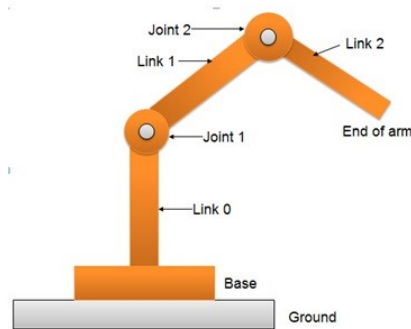 Joint 2
Link 1
Link 2
End of arm
Joint 1
Link 0
Base
Ground